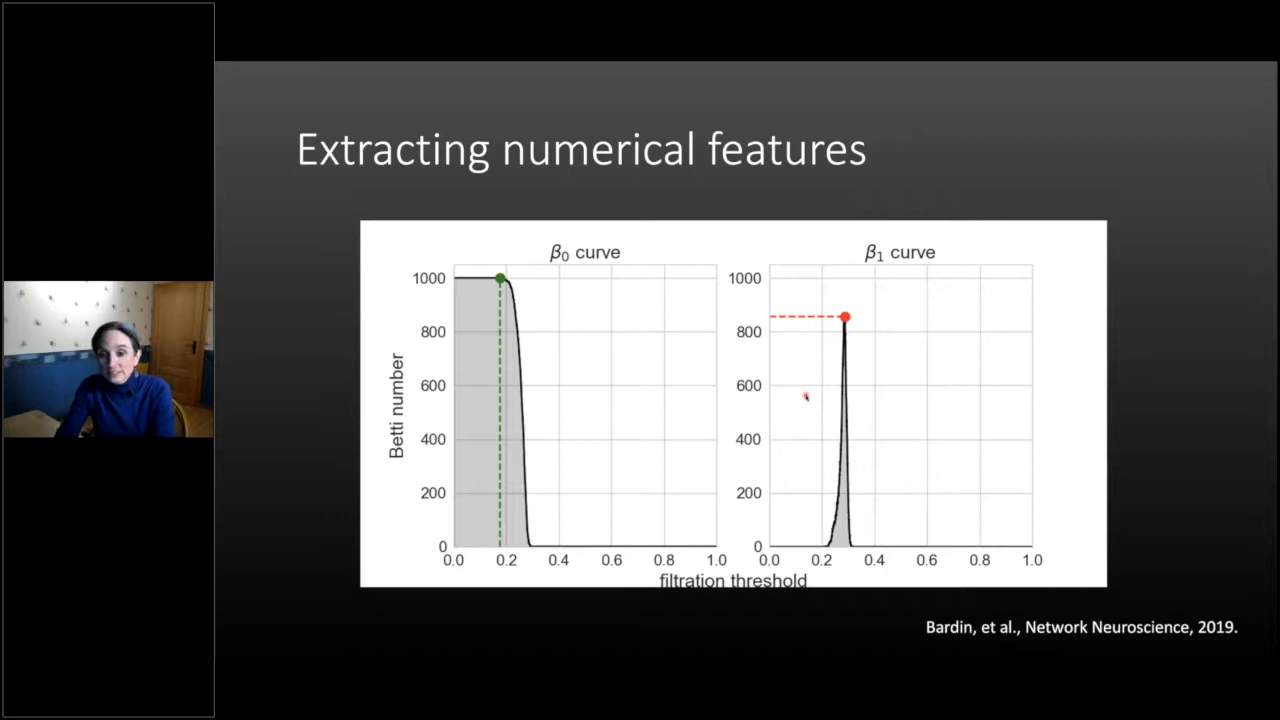 Extracting numerical features
β₀ curve
β₁ curve
Betti number
1000
800
600
400
200
0
0.0 0.2 0.4 0.6 0.8 1.0
1000
800
600
400
200
0
0.0 0.2 0.4 0.6 0.8 1.0
filtration threshold
Bardin, et al., Network Neuroscience, 2019.